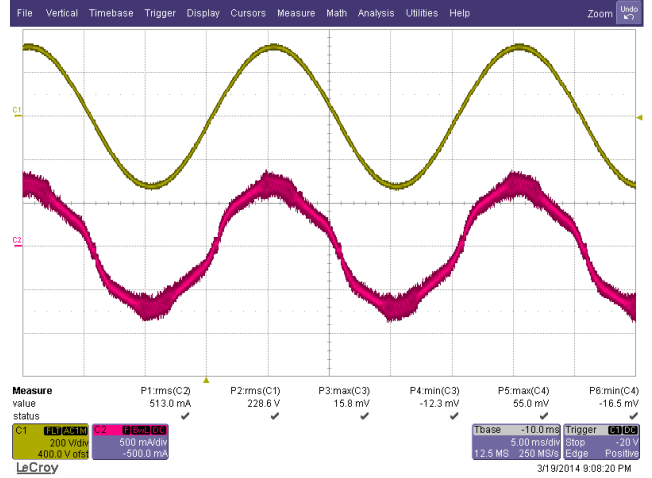 File Vertical Timebase Trigger Display Cursors Measure Math Analysis Utilities Help Zoom Undo
C1
C2
Measure P1:rms(C2) P2:rms(C1) P3:max(C3) P4:min(C3) P5:max(C4) P6:min(C4)
value 513.0 mA 228.6 V 15.8 mV -12.3 mV 55.0 mV -16.5 mV
status
C1 FLT AC1M C2 F BwL DC Tbase -10.0 ms Trigger C1 DC
200 V/div 500 mA/div 5.00 ms/div Stop -20 V
400.0 V ofst -500.0 mA 12.5 MS 250 MS/s Edge Positive
LeCroy 3/19/2014 9:08:20 PM